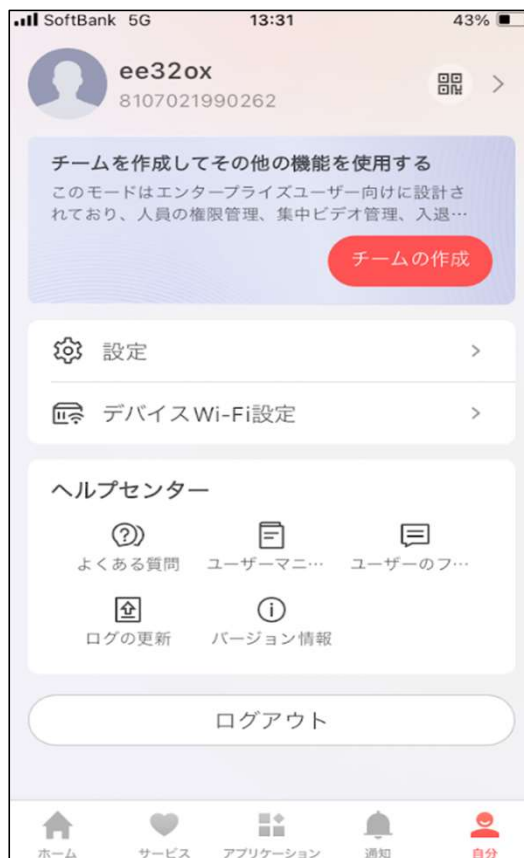 SoftBank 5G 13:31 43%
ee32ox
8107021990262
チームを作成してその他の機能を使用する
このモードはエンタープライズユーザー向けに設計さ
れており、人員の権限管理、集中ビデオ管理、入退…
チームの作成
設定
デバイスWi-Fi設定
ヘルプセンター
よくある質問 ユーザーマニ… ユーザーのフ…
ログの更新 バージョン情報
ログアウト
ホーム サービス アプリケーション 通知 自分